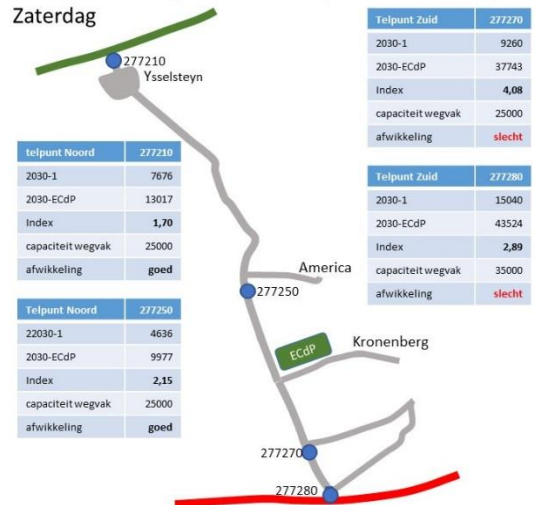 Zaterdag
277210
Ysselsteyn
telpunt Noord 277210
2030-1 7676
2030-ECdP 13017
Index 1,70
capaciteit wegvak 25000
afwikkeling goed
Telpunt Noord 277250
22030-1 4636
2030-ECdP 9977
Index 2,15
capaciteit wegvak 25000
afwikkeling goed
Telpunt Zuid 277270
2030-1 9260
2030-ECdP 37743
Index 4,08
capaciteit wegvak 25000
afwikkeling slecht
Telpunt Zuid 277280
2030-1 15040
2030-ECdP 43524
Index 2,89
capaciteit wegvak 35000
afwikkeling slecht
America
277250
ECdP
Kronenberg
277270
277280